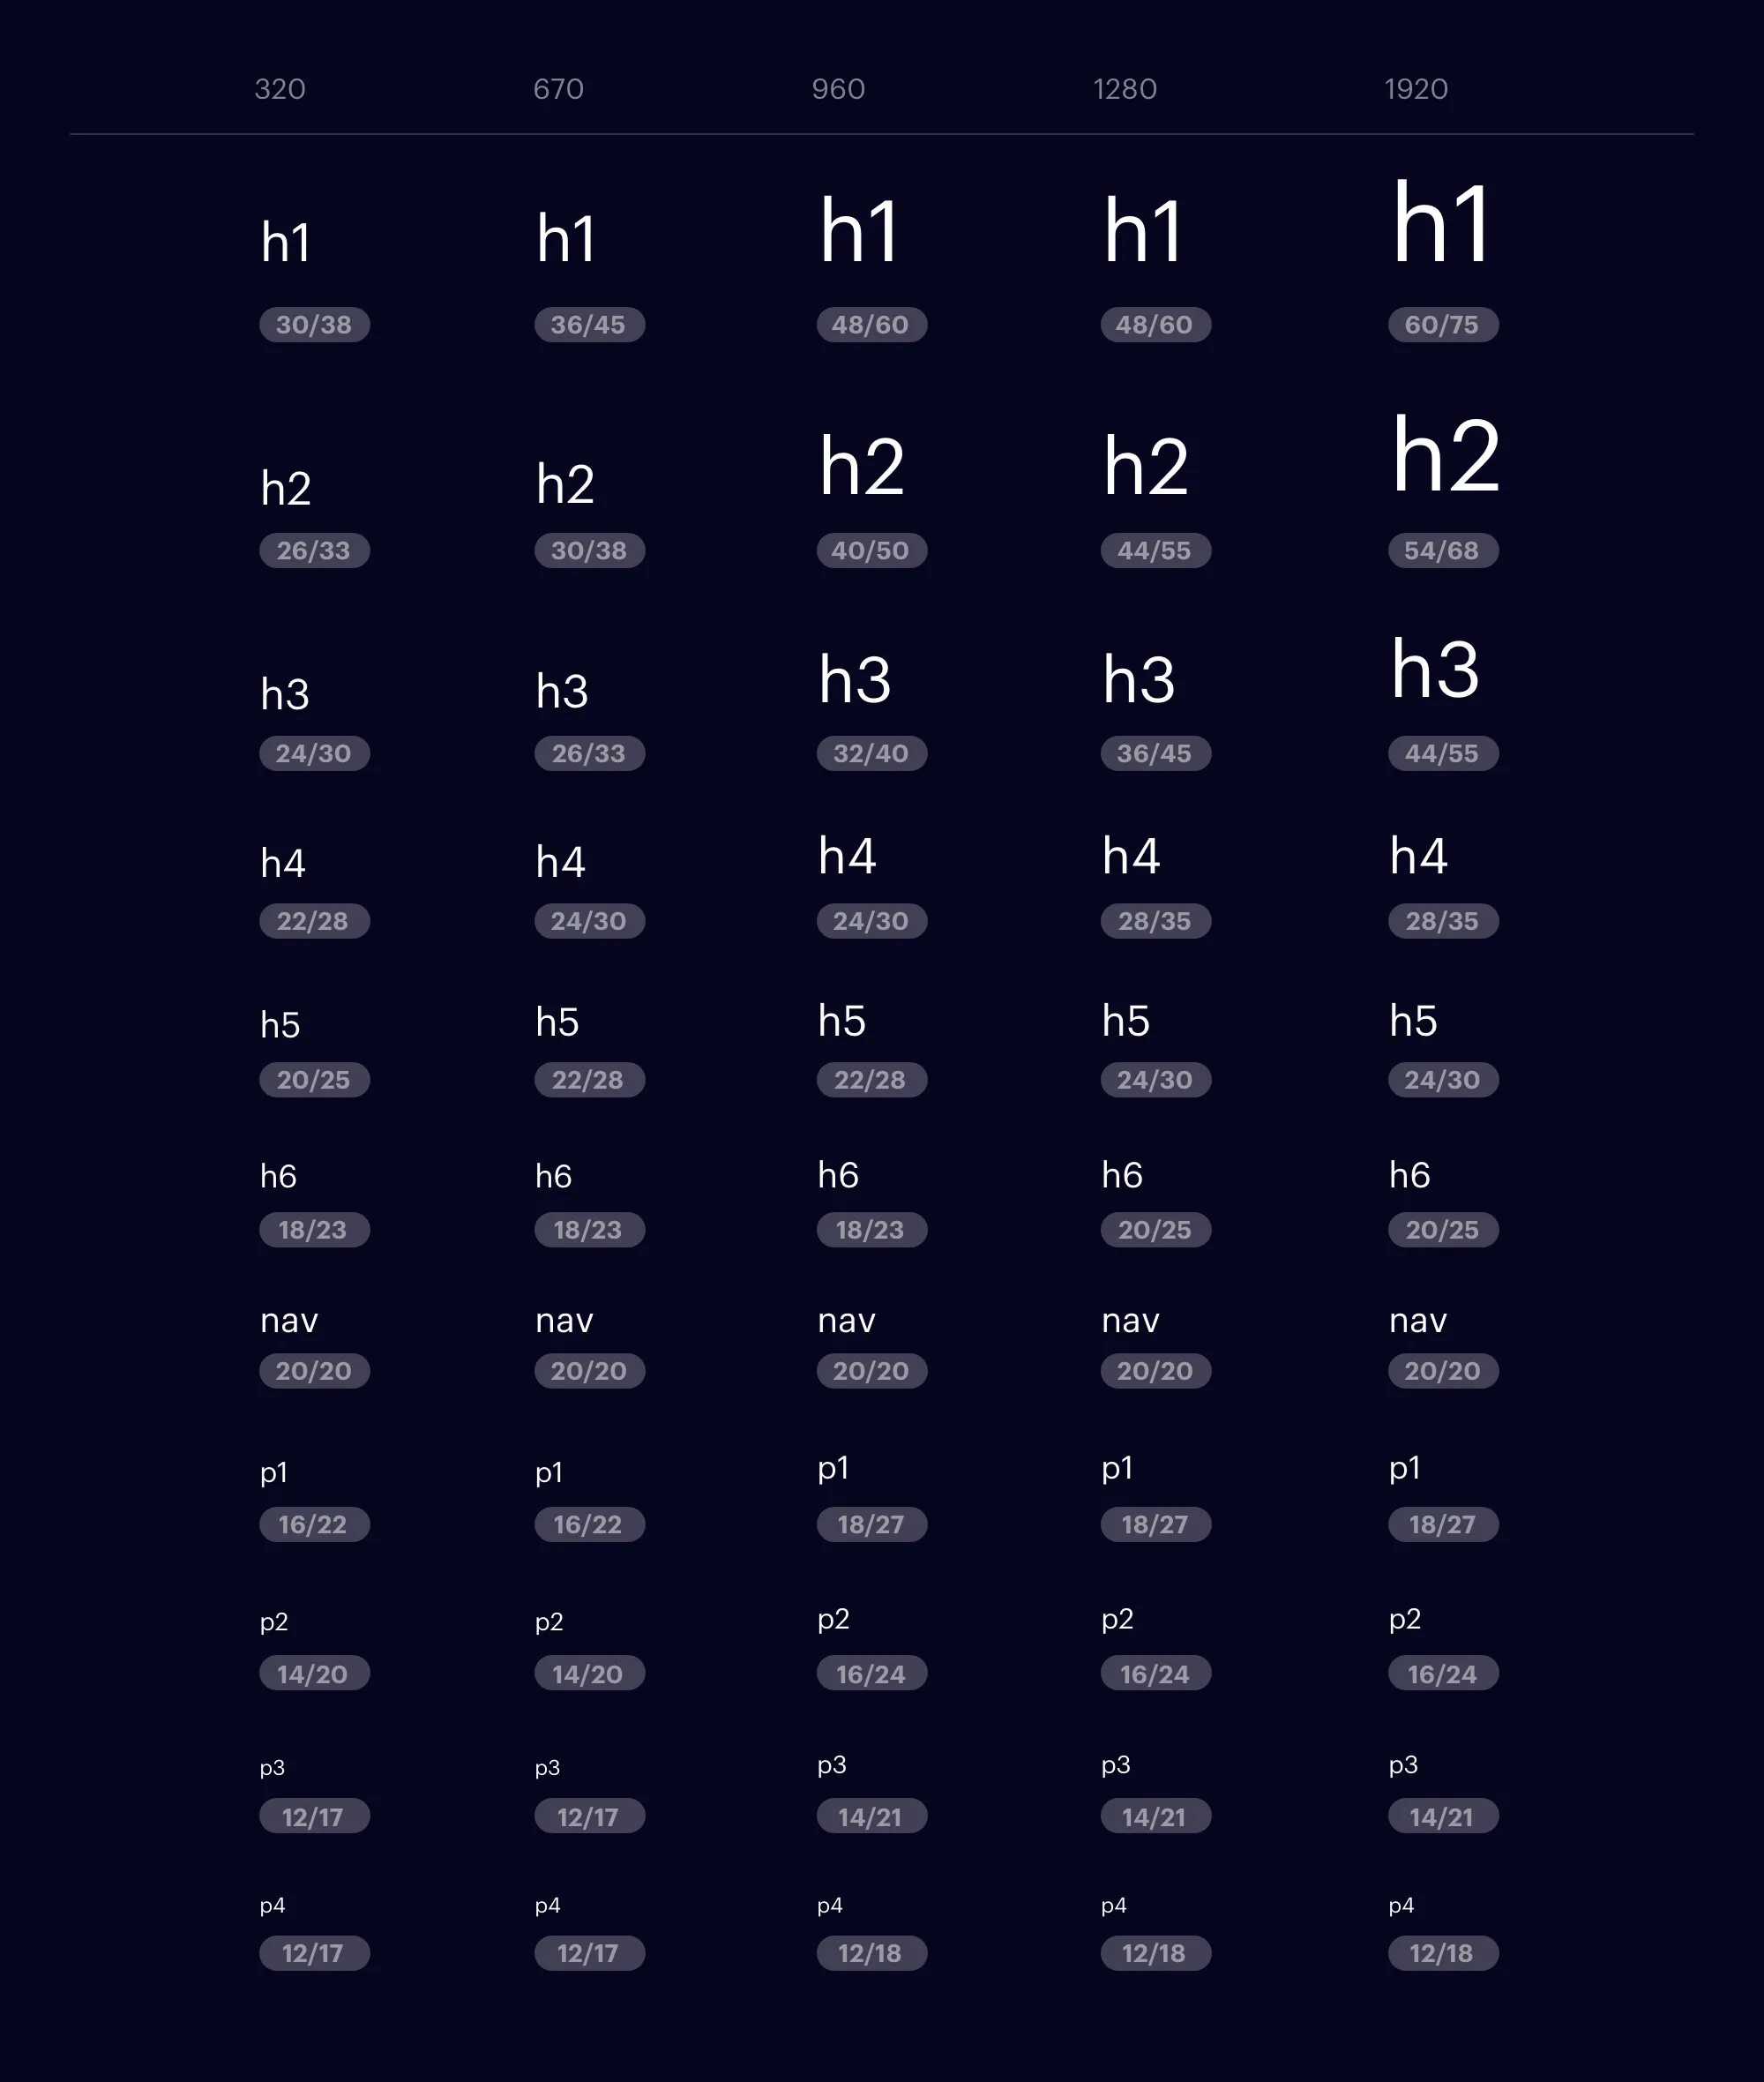 320 670 960 1280 1920
h1 h1 h1 h1 h1
30/38 36/45 48/60 48/60 60/75
h2 h2 h2 h2 h2
26/33 30/38 40/50 44/55 54/68
h3 h3 h3 h3 h3
24/30 26/33 32/40 36/45 44/55
h4 h4 h4 h4 h4
22/28 24/30 24/30 28/35 28/35
h5 h5 h5 h5 h5
20/25 22/28 22/28 24/30 24/30
h6 h6 h6 h6 h6
18/23 18/23 18/23 20/25 20/25
nav nav nav nav nav
20/20 20/20 20/20 20/20 20/20
p1 p1 p1 p1 p1
16/22 16/22 18/27 18/27 18/27
p2 p2 p2 p2 p2
14/20 14/20 16/24 16/24 16/24
p3 p3 p3 p3 p3
12/17 12/17 14/21 14/21 14/21
p4 p4 p4 p4 p4
12/17 12/17 12/18 12/18 12/18